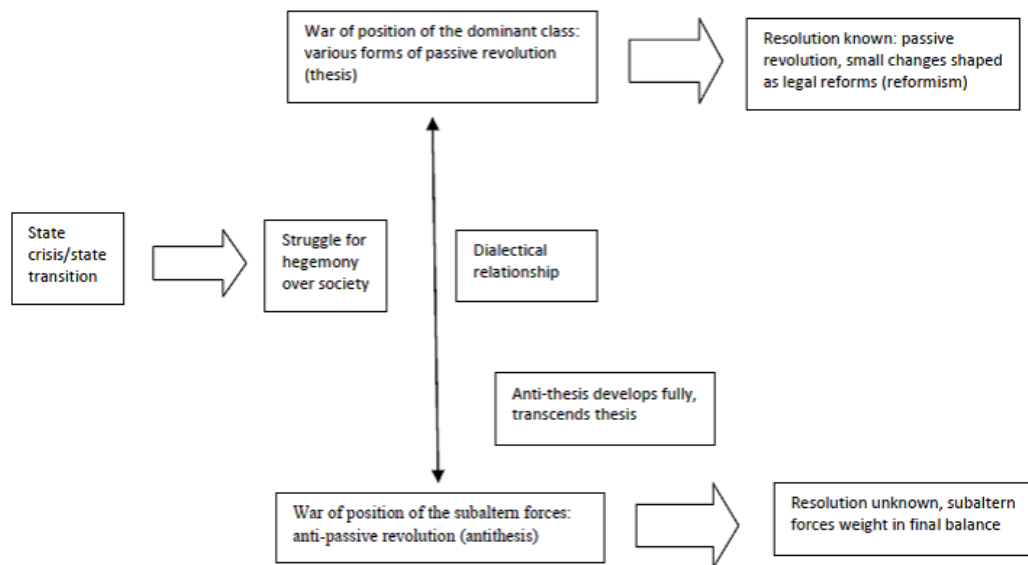 War of position of the dominant class:
various forms of passive revolution
(thesis)
Resolution known: passive
revolution, small changes shaped
as legal reforms (reformism)
State
crisis/state
transition
Struggle for
hegemony
over society
Dialectical
relationship
Anti-thesis develops fully,
transcends thesis
War of position of the subaltern forces:
anti-passive revolution (antithesis)
Resolution unknown, subaltern
forces weight in final balance